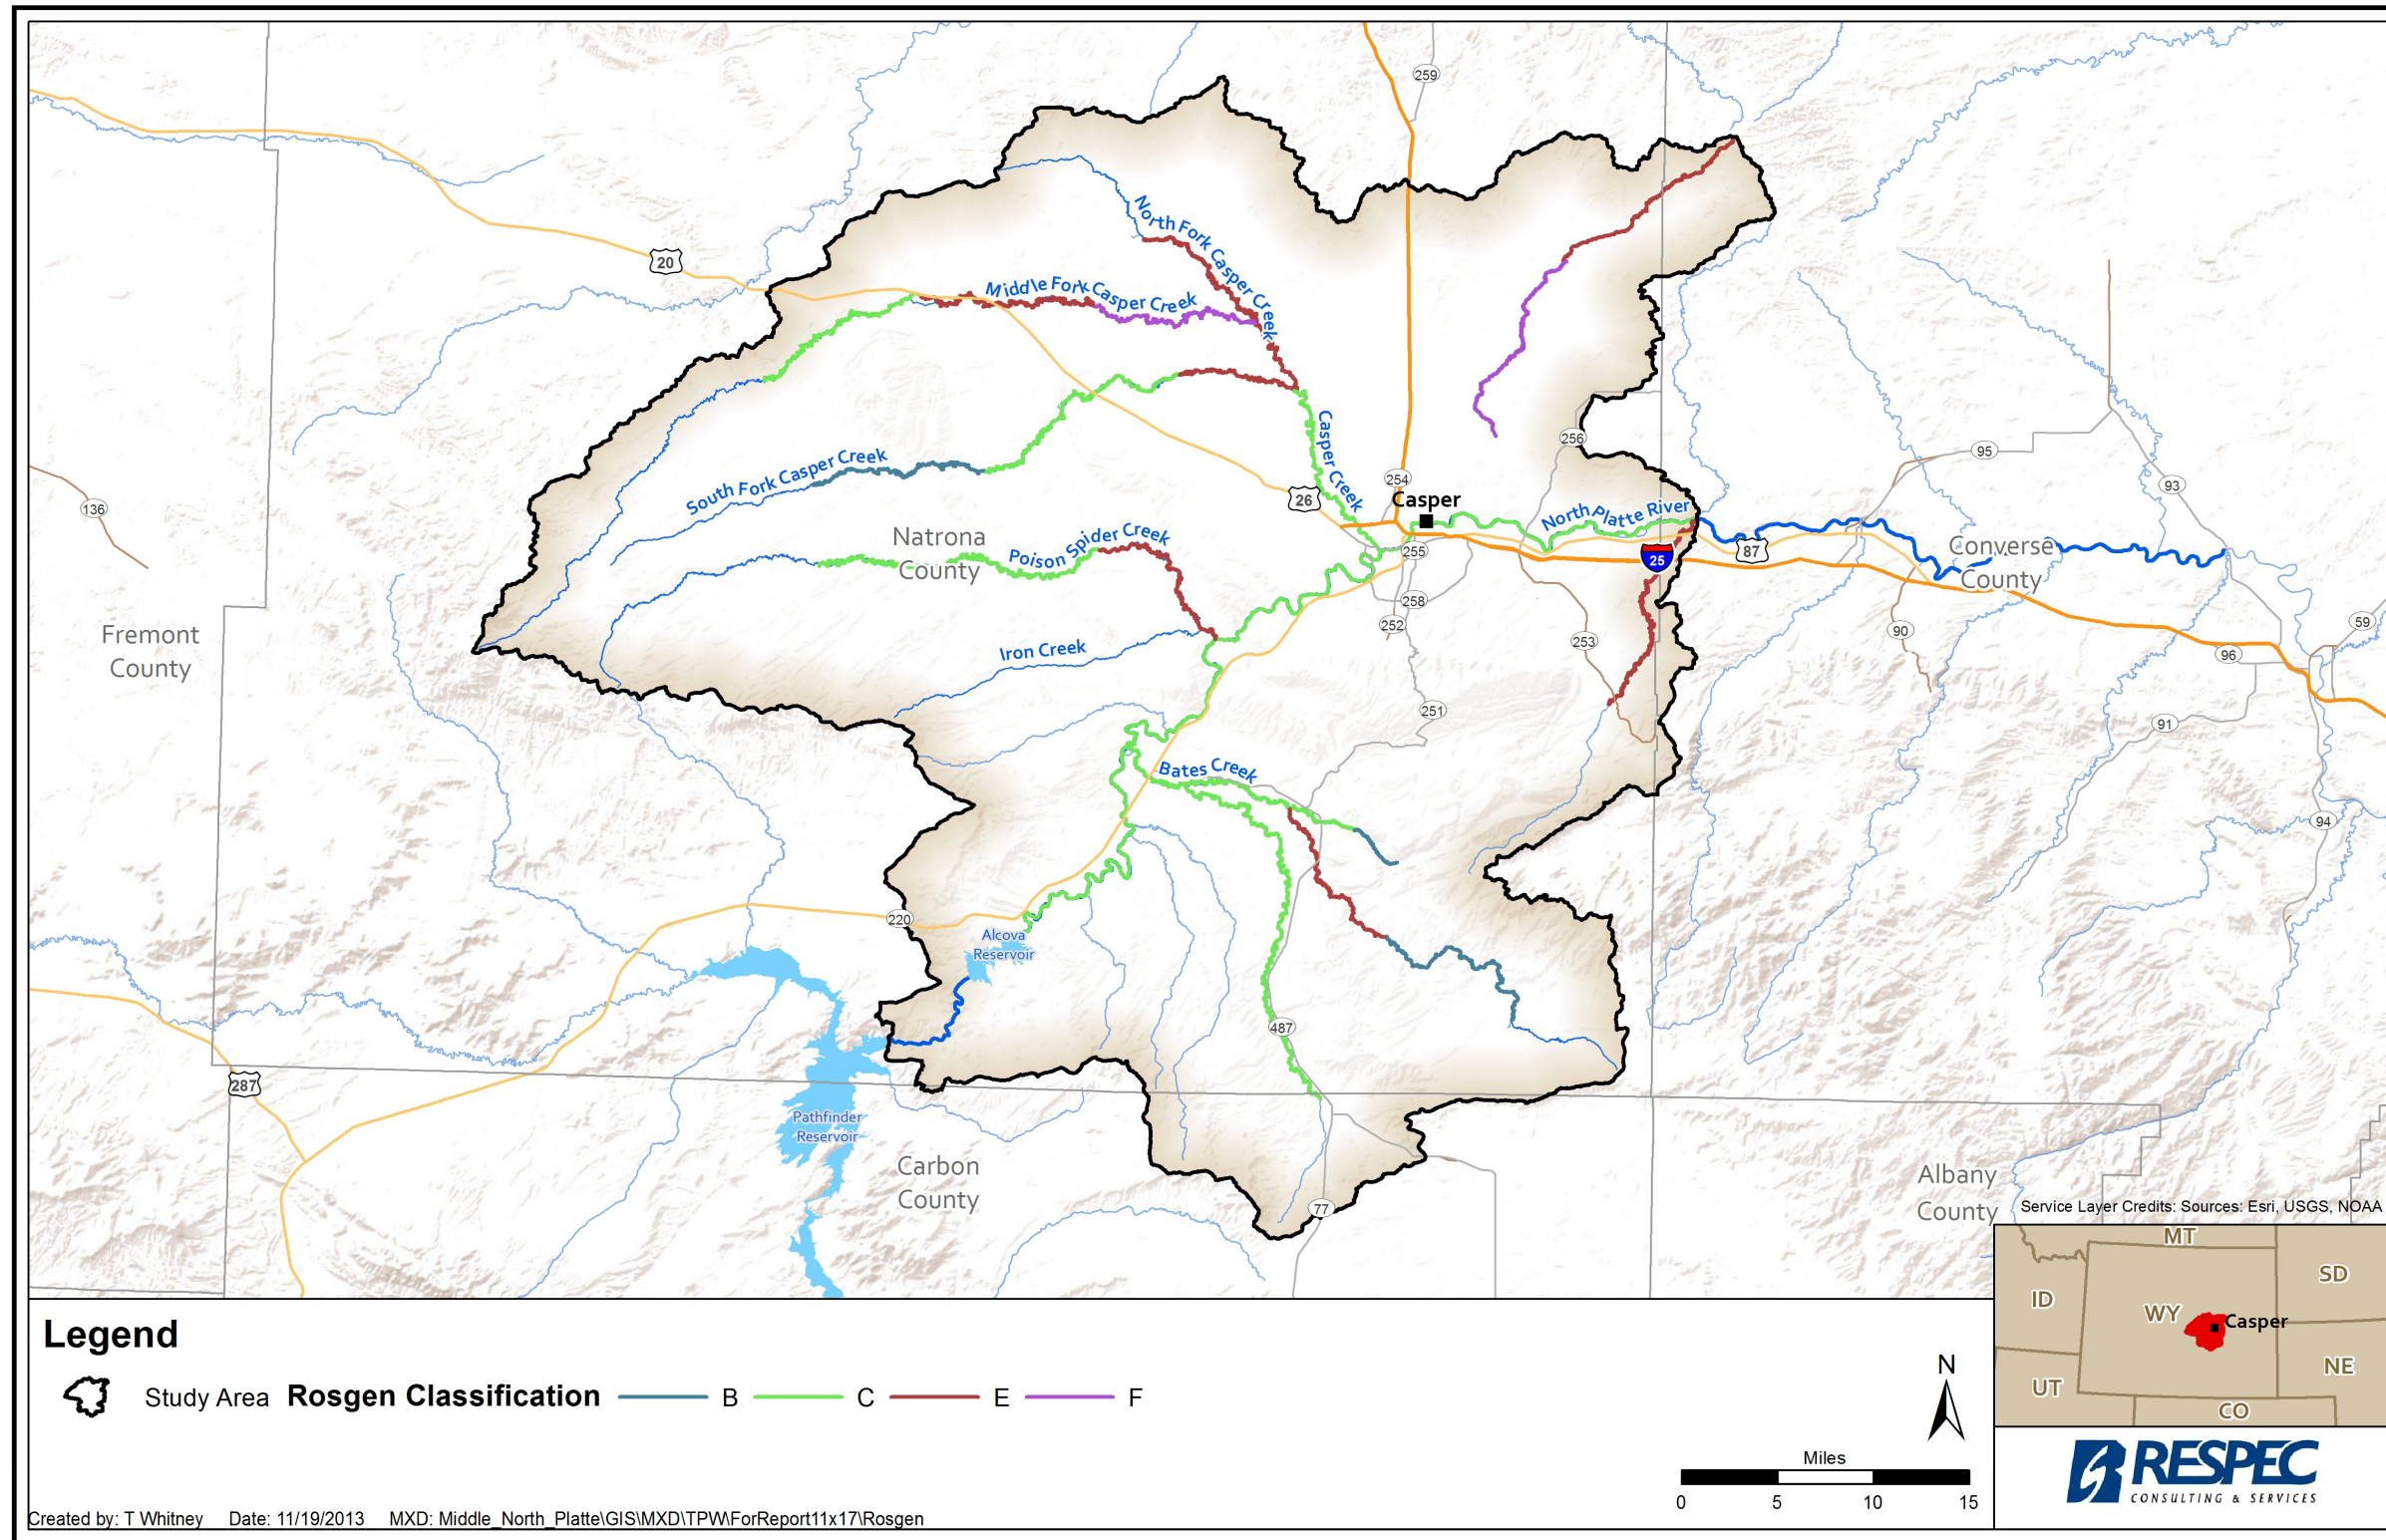 259
20
North Fork Casper Creek
Middle Fork Casper Creek
136
South Fork Casper Creek
Casper Creek
256
95
93
254
26
Casper
North Platte River
Natrona
County
Poison Spider Creek
255
25
87
Converse
County
Fremont
County
258
252
253
90
59
96
Iron Creek
251
91
Bates Creek
94
220
Alcova
Reservoir
487
287
Pathfinder
Reservoir
Carbon
County
Albany
County
77
Service Layer Credits: Sources: Esri, USGS, NOAA
MT
SD
ID
WY
Casper
NE
UT
CO
Legend
Study Area Rosgen Classification B C E F
N
Miles
0 5 10 15
RESPEC
CONSULTING & SERVICES
Created by: T Whitney Date: 11/19/2013 MXD: Middle_North_Platte\GIS\MXD\TPW\ForReport11x17\Rosgen